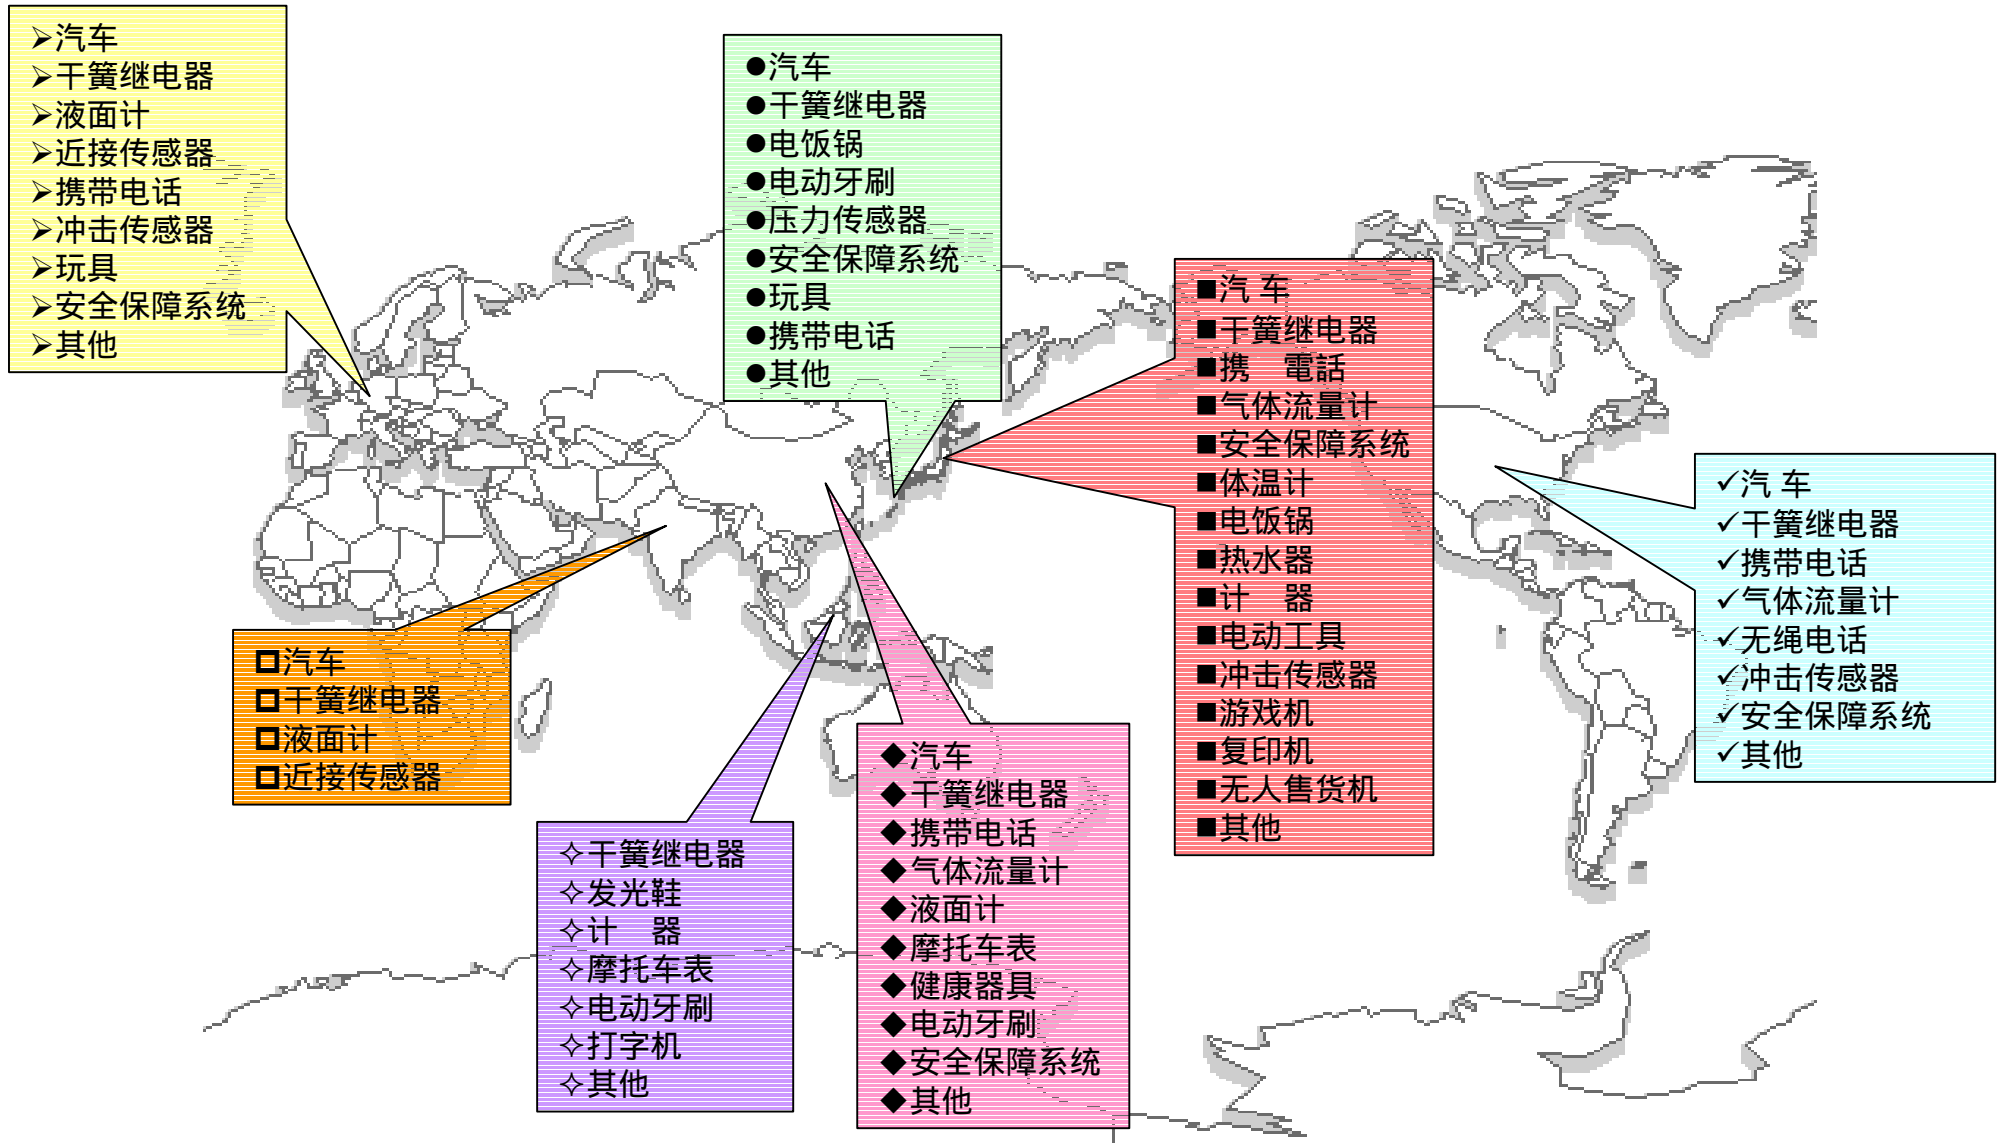 ➢汽车
➢干簧继电器
➢液面计
➢近接传感器
➢携带电话
➢冲击传感器
➢玩具
➢安全保障系统
➢其他
●汽车
●干簧继电器
●电饭锅
●电动牙刷
●压力传感器
●安全保障系统
●玩具
●携带电话
●其他
■汽 车
■干簧继电器
■携　電話
■气体流量计
■安全保障系统
■体温计
■电饭锅
■热水器
■计　器
■电动工具
■冲击传感器
■游戏机
■复印机
■无人售货机
■其他
✓汽 车
✓干簧继电器
✓携带电话
✓气体流量计
✓无绳电话
✓冲击传感器
✓安全保障系统
✓其他
□汽车
□干簧继电器
□液面计
□近接传感器
✧干簧继电器
✧发光鞋
✧计　器
✧摩托车表
✧电动牙刷
✧打字机
✧其他
◆汽车
◆干簧继电器
◆携带电话
◆气体流量计
◆液面计
◆摩托车表
◆健康器具
◆电动牙刷
◆安全保障系统
◆其他